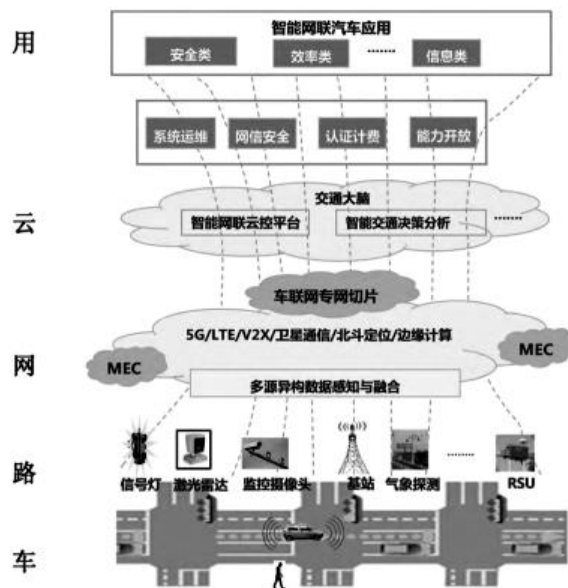 用
智能网联汽车应用
安全类 效率类 ······· 信息类
系统运维 网信安全 认证计费 能力开放
云
交通大脑
智能网联云控平台 智能交通决策分析 ·······
车联网专网切片
网
5G/LTE/V2X/卫星通信/北斗定位/边缘计算
MEC MEC
多源异构数据感知与融合
路
信号灯 激光雷达 监控摄像头 基站 气象探测 ······· RSU
车